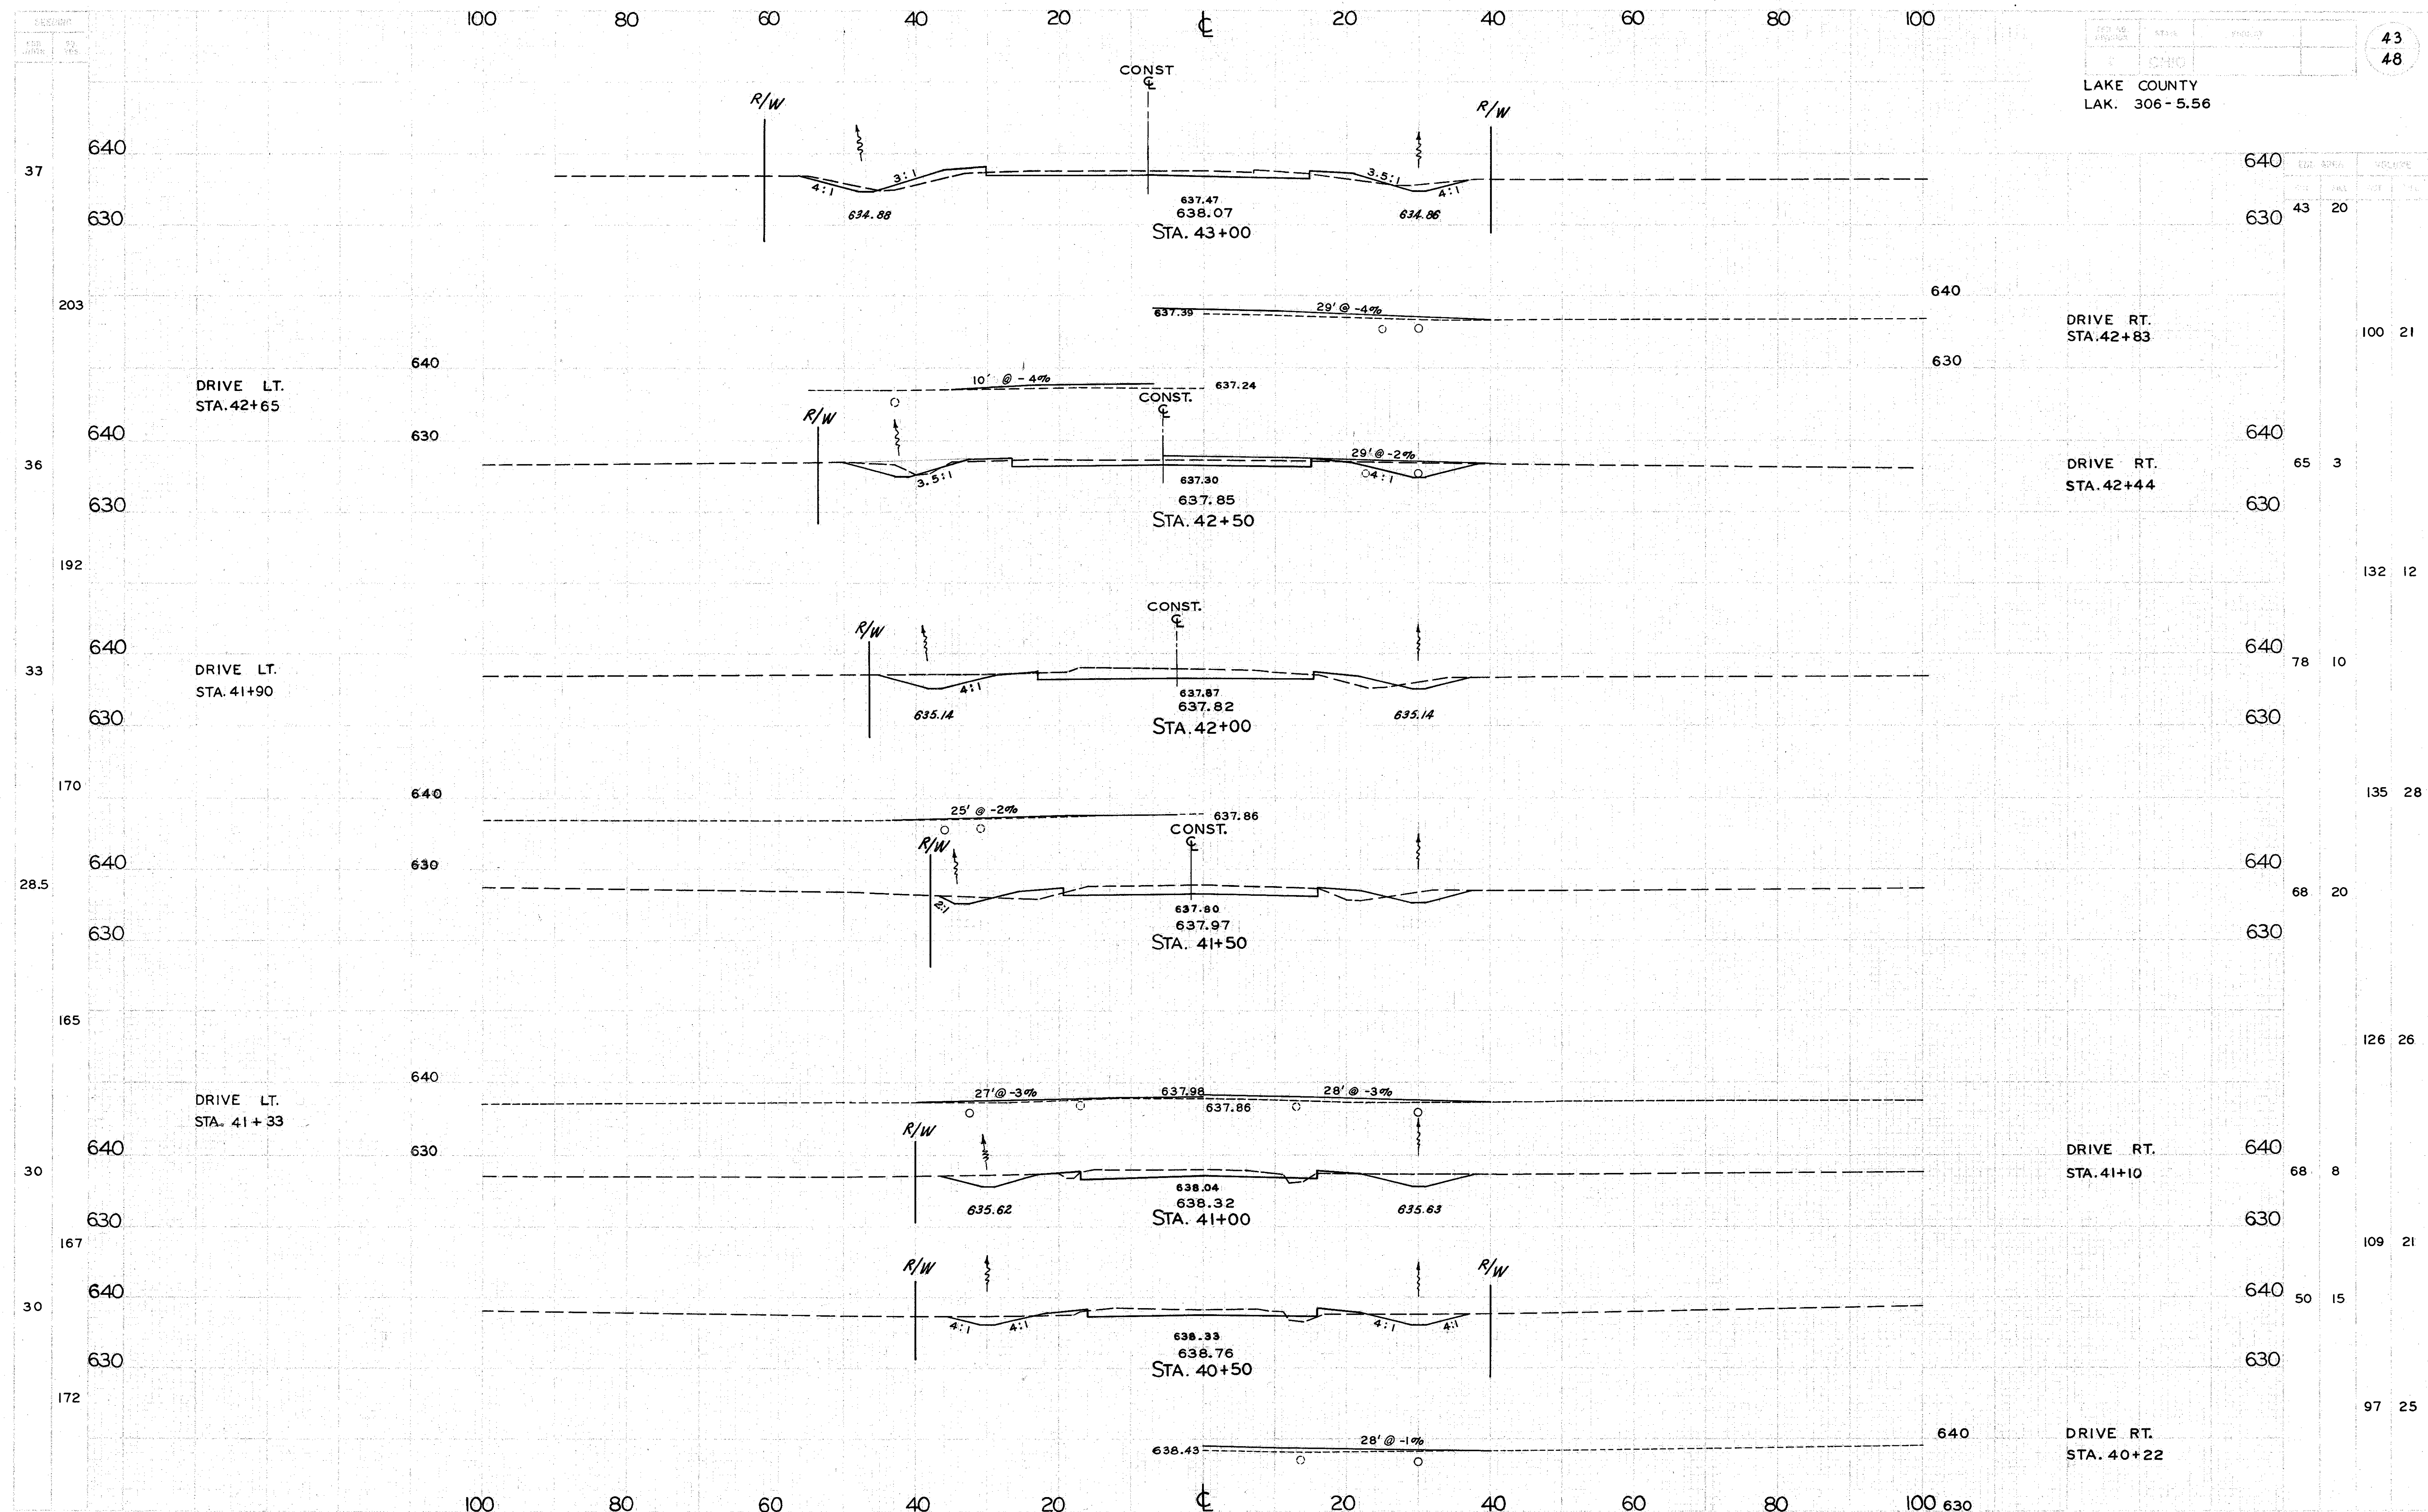 100 80 60 40 20 ℄ 20 40 60 80 100
OHIO
43
48
LAKE COUNTY
LAK. 306-5.56
CONST
℄
R/W R/W
37 640 640
4:1 3:1 3.5:1 4:1
634.88 637.47 634.86
630 638.07 630 43 20
STA. 43+00
203 640
637.39 29' @ -4%
DRIVE RT.
STA. 42+83
100 21
640 630
DRIVE LT.
STA. 42+65
10' @ -4% 637.24
CONST.
℄
R/W
640 630 640
36 29' @ -2% 65 3
DRIVE RT.
STA. 42+44
3.5:1 637.30 4:1
630 637.85 630
STA. 42+50
192 132 12
CONST.
℄
R/W
640 640
33 78 10
DRIVE LT.
STA. 41+90
4:1
637.87
635.14 637.82 635.14
630 STA. 42+00 630
170 640 135 28
25' @ -2% 637.86
CONST.
℄
R/W
640 630 640
28.5 68 20
2:1
637.80
637.97
630 STA. 41+50 630
165 126 26
640
DRIVE LT.
STA. 41+33
27' @ -3% 637.98 28' @ -3%
637.86
R/W
640 630 640
DRIVE RT.
STA. 41+10
30 68 8
638.04
635.62 638.32 635.63
630 STA. 41+00 630
167 109 21
R/W R/W
640 640
30 50 15
4:1 4:1 4:1 4:1
638.33
638.76
630 STA. 40+50 630
172 97 25
638.43 28' @ -1% 640
DRIVE RT.
STA. 40+22
100 80 60 40 20 ℄ 20 40 60 80 100 630